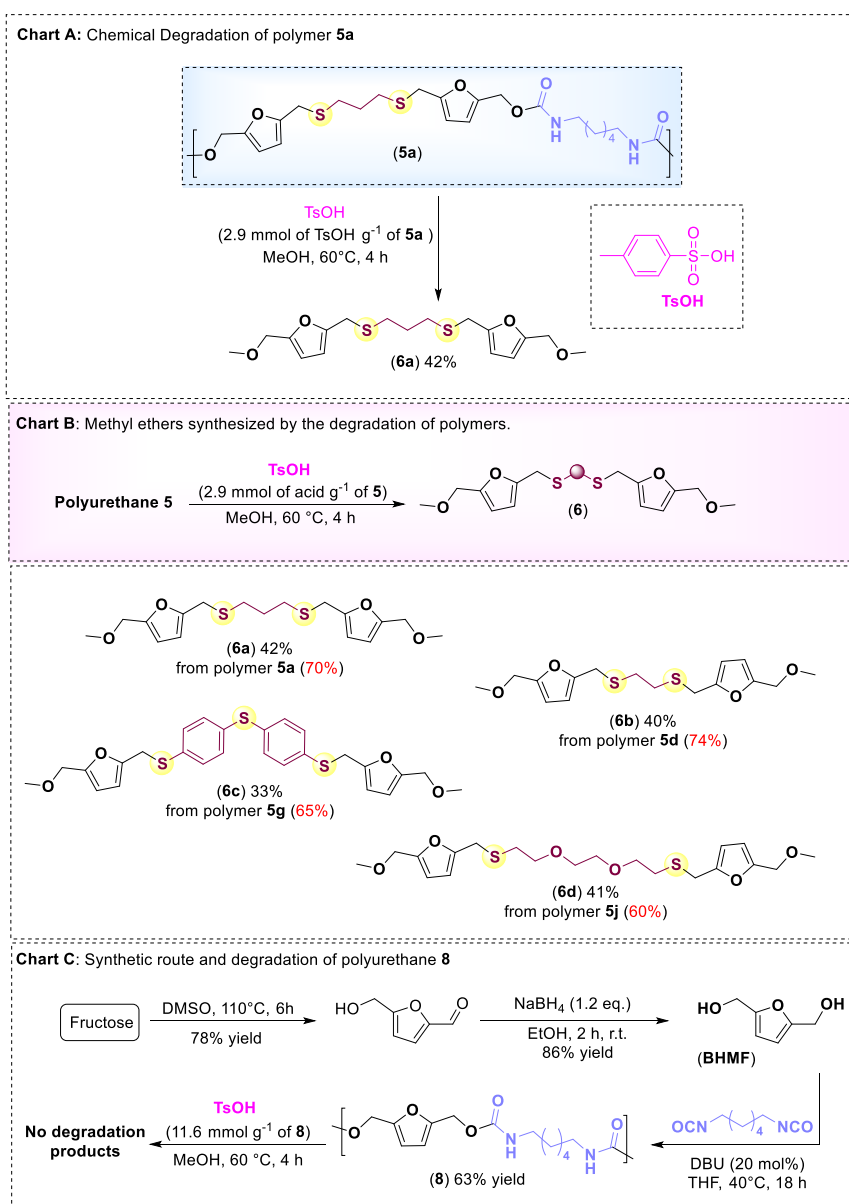 Chart A: Chemical Degradation of polymer 5a
O S S O O O N H 4 N H O O
(5a)
TsOH
(2.9 mmol of TsOH g⁻¹ of 5a )
MeOH, 60°C, 4 h
O S O OH
TsOH
O O S S O O
(6a) 42%
Chart B: Methyl ethers synthesized by the degradation of polymers.
TsOH
Polyurethane 5 (2.9 mmol of acid g⁻¹ of 5)
MeOH, 60 °C, 4 h
O O S S O O
(6)
O O S S O O
(6a) 42%
from polymer 5a (70%)
O O S S O O
(6b) 40%
from polymer 5d (74%)
O O S S S O O
(6c) 33%
from polymer 5g (65%)
O O S O O S O O
(6d) 41%
from polymer 5j (60%)
Chart C: Synthetic route and degradation of polyurethane 8
Fructose
DMSO, 110°C, 6h
78% yield
HO O O
NaBH₄ (1.2 eq.)
EtOH, 2 h, r.t.
86% yield
HO O OH
(BHMF)
OCN 4 NCO
DBU (20 mol%)
THF, 40°C, 18 h
O O O O N H 4 N H O
(8) 63% yield
TsOH
(11.6 mmol g⁻¹ of 8)
MeOH, 60 °C, 4 h
No degradation
products